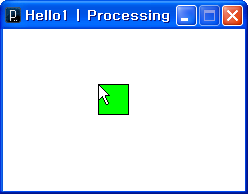 Hello1 | Processing